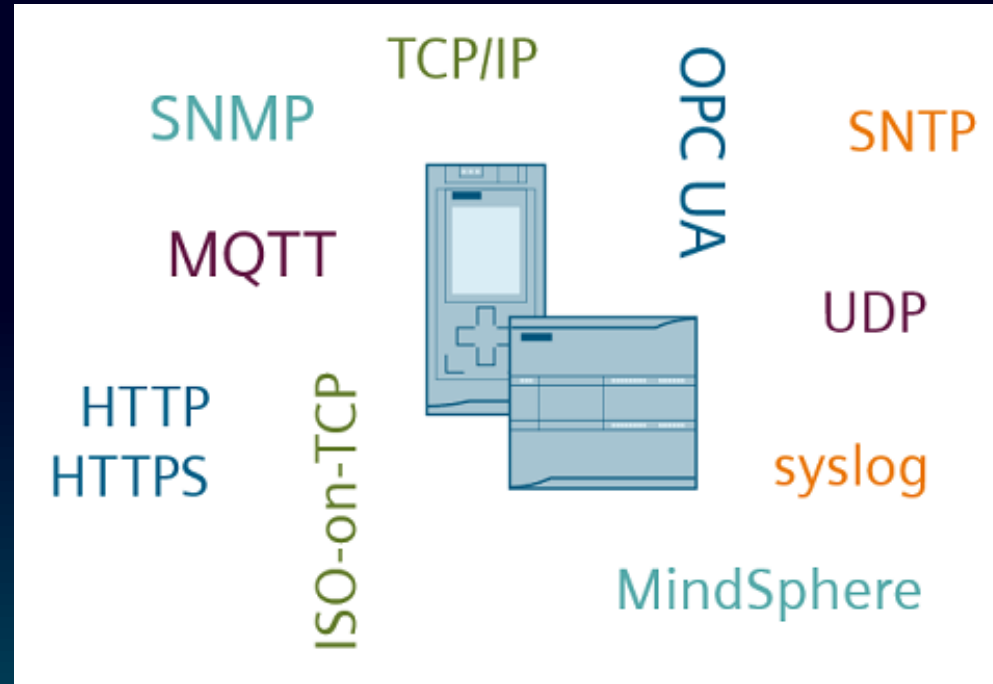 TCP/IP
SNMP
OPC UA
SNTP
MQTT
UDP
HTTP
HTTPS
ISO-on-TCP
syslog
MindSphere